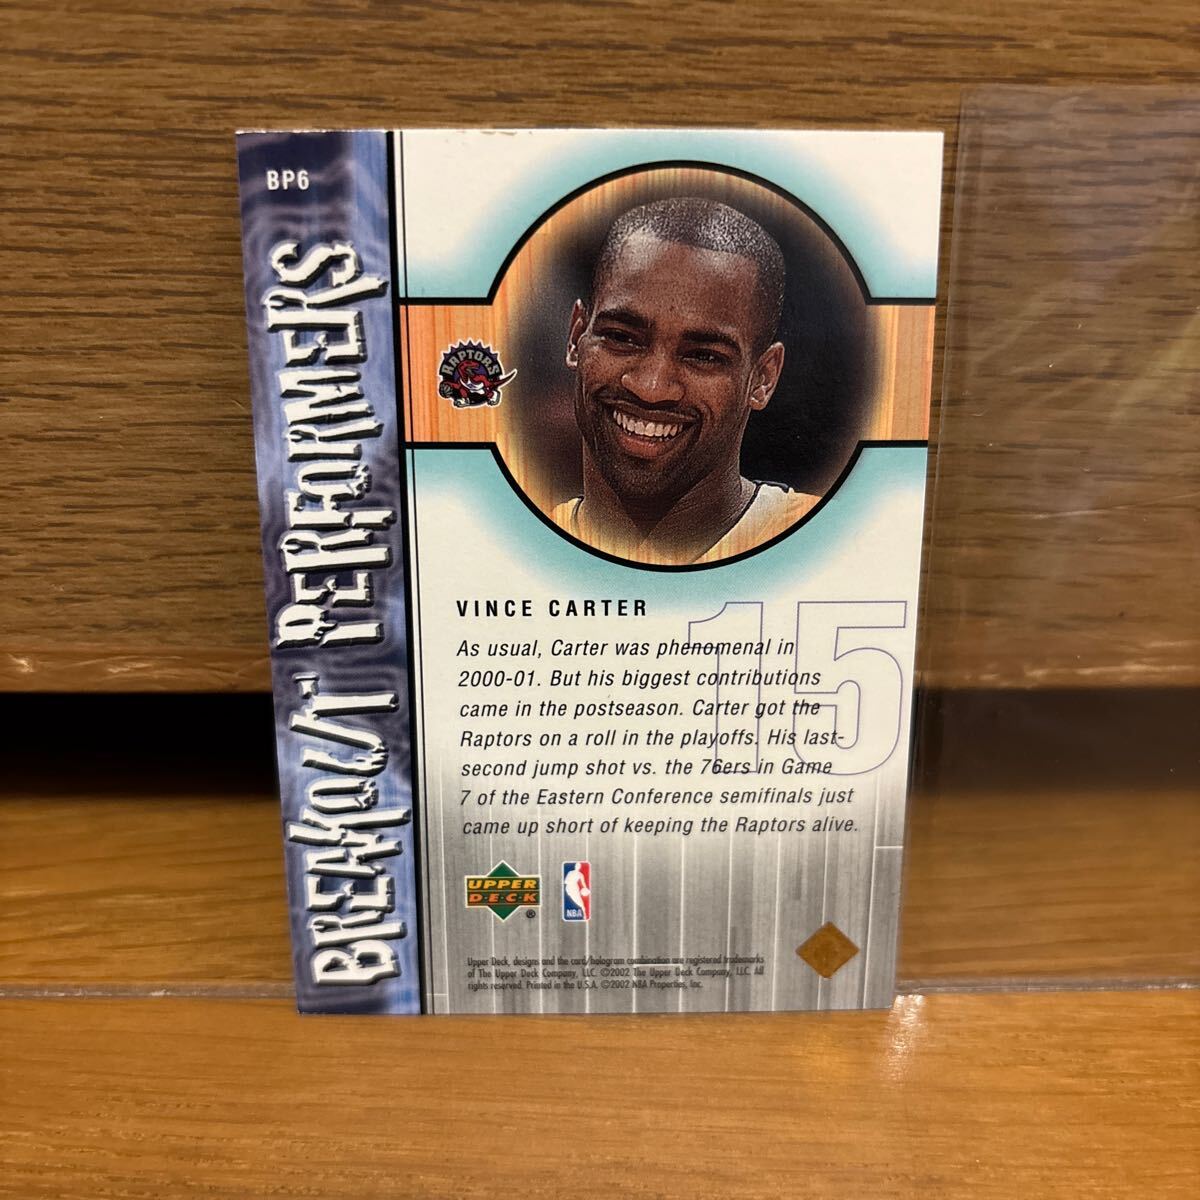 BP6
BREAKOUT PERFORMERS
RAPTORS
15
VINCE CARTER
As usual, Carter was phenomenal in
2000-01. But his biggest contributions
came in the postseason. Carter got the
Raptors on a roll in the playoffs. His last-
second jump shot vs. the 76ers in Game
7 of the Eastern Conference semifinals just
came up short of keeping the Raptors alive.
UPPER
D·E·C·K
®
NBA
Upper Deck, designs and the card/hologram combination are registered trademarks
of The Upper Deck Company, LLC. ©2002 The Upper Deck Company, LLC. All
rights reserved. Printed in the U.S.A. ©2002 NBA Properties, Inc.